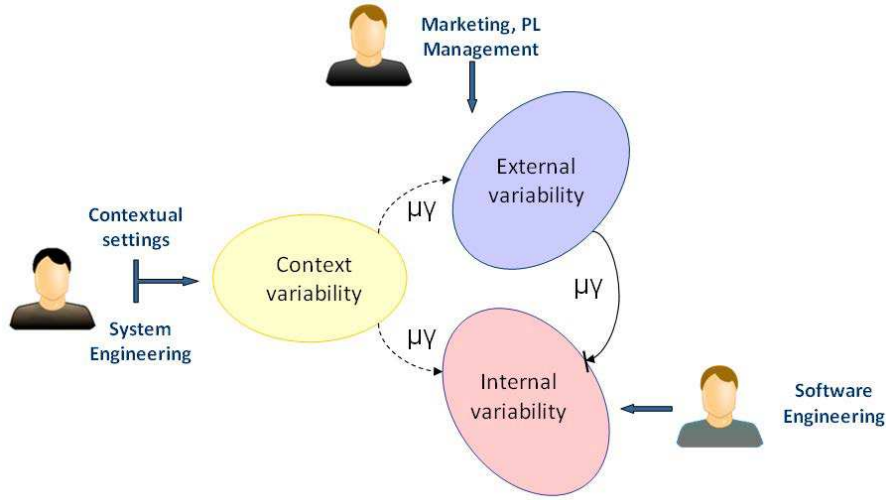 Marketing, PL
Management
External
variability
μγ
Contextual
settings
Context
variability
μγ
System
Engineering
μγ
Internal
variability
Software
Engineering